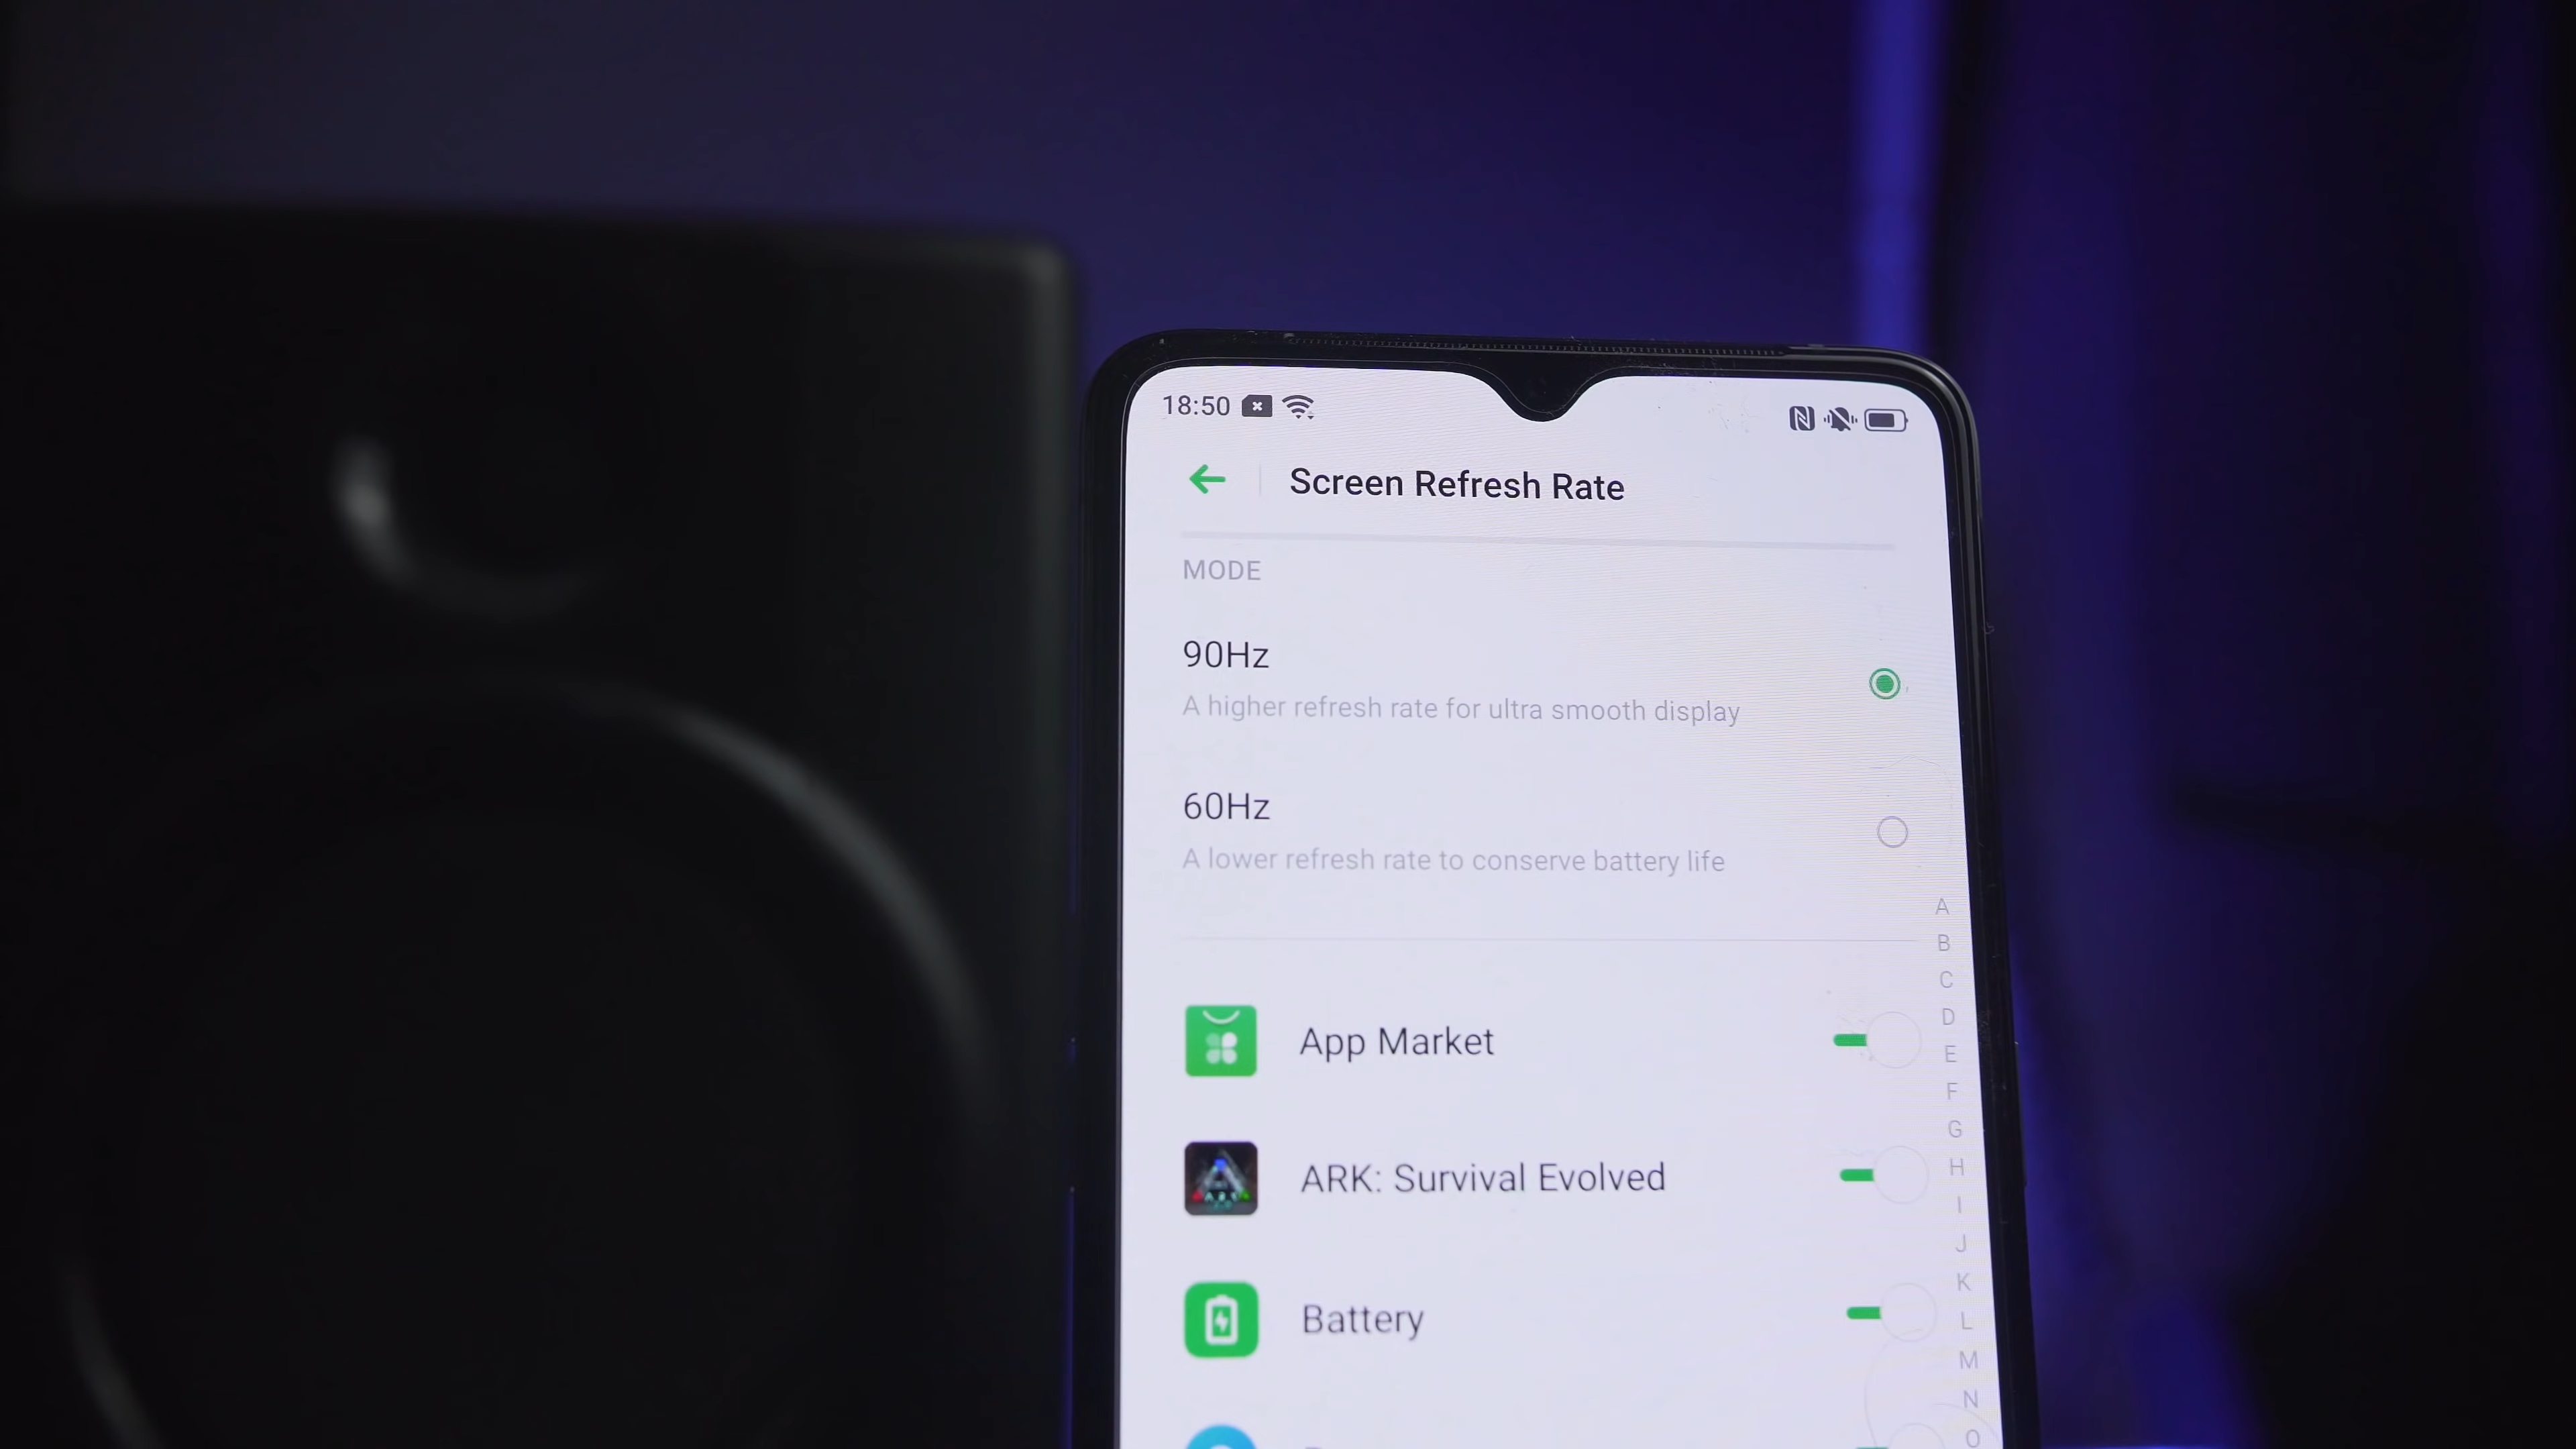 18:50
Screen Refresh Rate
MODE
90Hz
A higher refresh rate for ultra smooth display
60Hz
A lower refresh rate to conserve battery life
App Market
ARK: Survival Evolved
Battery
A
B
C
D
E
F
G
H
I
J
K
L
M
N
O